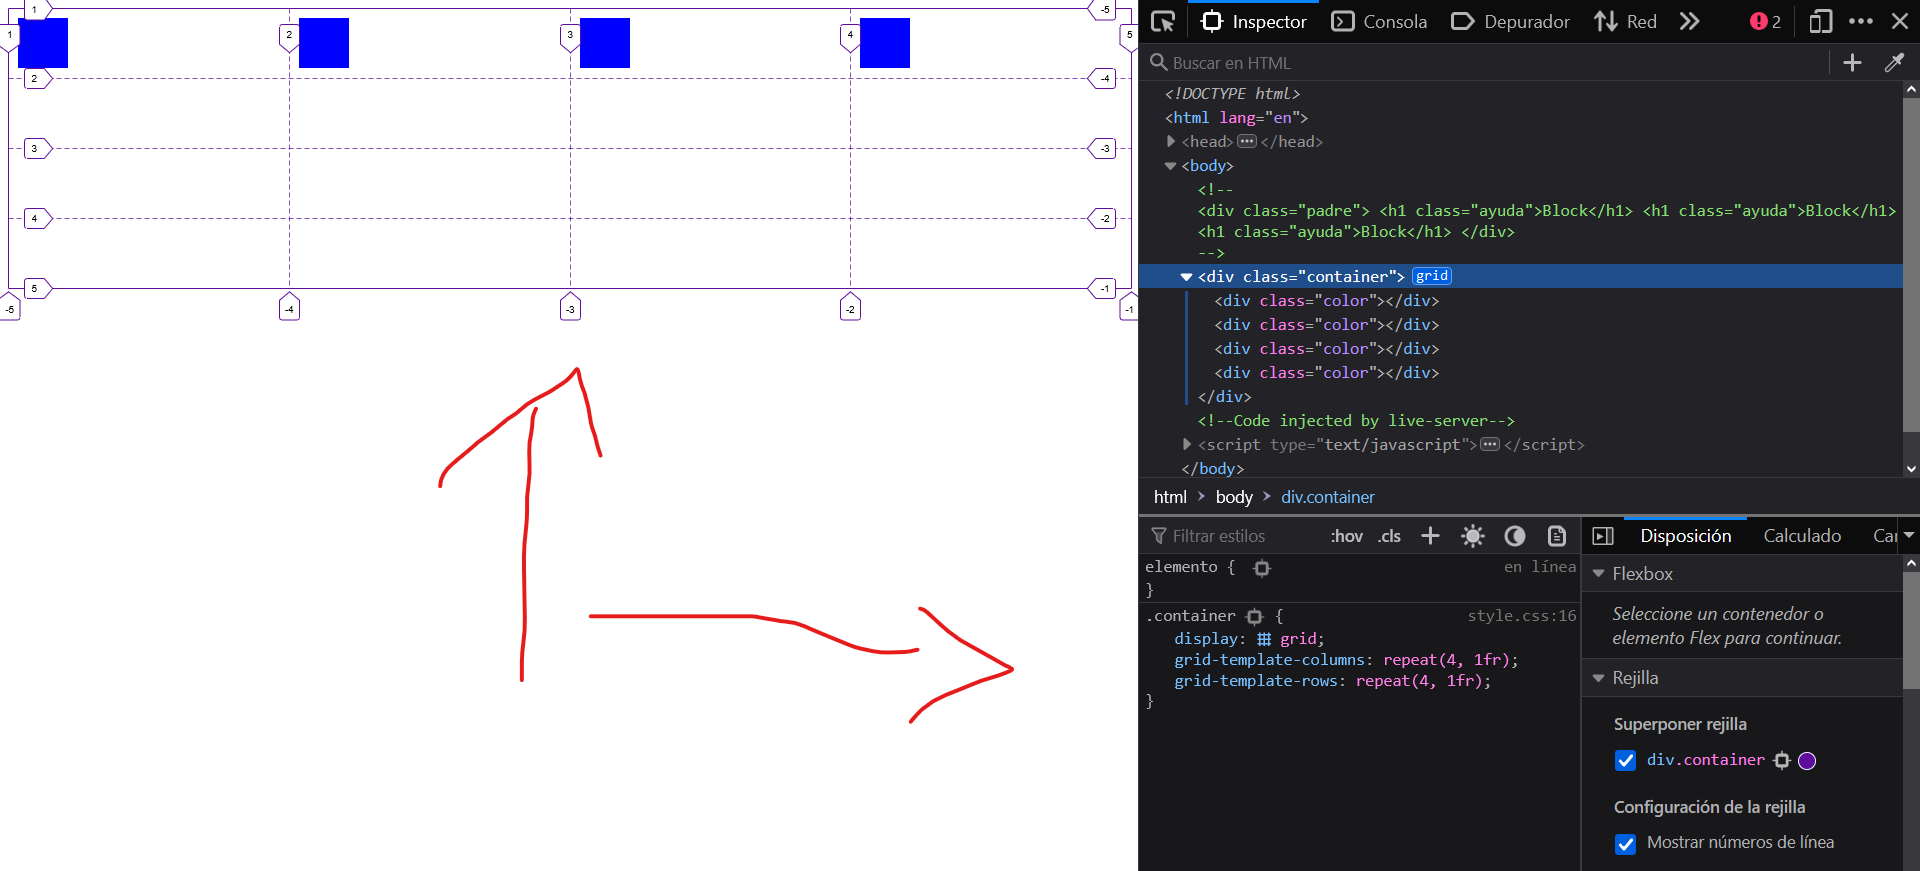 1 -5
1 2 3 4 5
2 -4
3 -3
4 -2
5 -1
-5 -4 -3 -2 -1
Inspector Consola Depurador Red 2
Buscar en HTML
<!DOCTYPE html>
<html lang="en">
<head> </head>
<body>
<!--
<div class="padre"> <h1 class="ayuda">Block</h1> <h1 class="ayuda">Block</h1>
<h1 class="ayuda">Block</h1> </div>
-->
<div class="container"> grid
<div class="color"></div>
<div class="color"></div>
<div class="color"></div>
<div class="color"></div>
</div>
<!--Code injected by live-server-->
<script type="text/javascript"> </script>
</body>
html > body > div.container
Filtrar estilos :hov .cls
elemento { en línea
}
.container { style.css:16
display: grid;
grid-template-columns: repeat(4, 1fr);
grid-template-rows: repeat(4, 1fr);
}
Disposición Calculado Ca
Flexbox
Seleccione un contenedor o
elemento Flex para continuar.
Rejilla
Superponer rejilla
div.container
Configuración de la rejilla
Mostrar números de línea